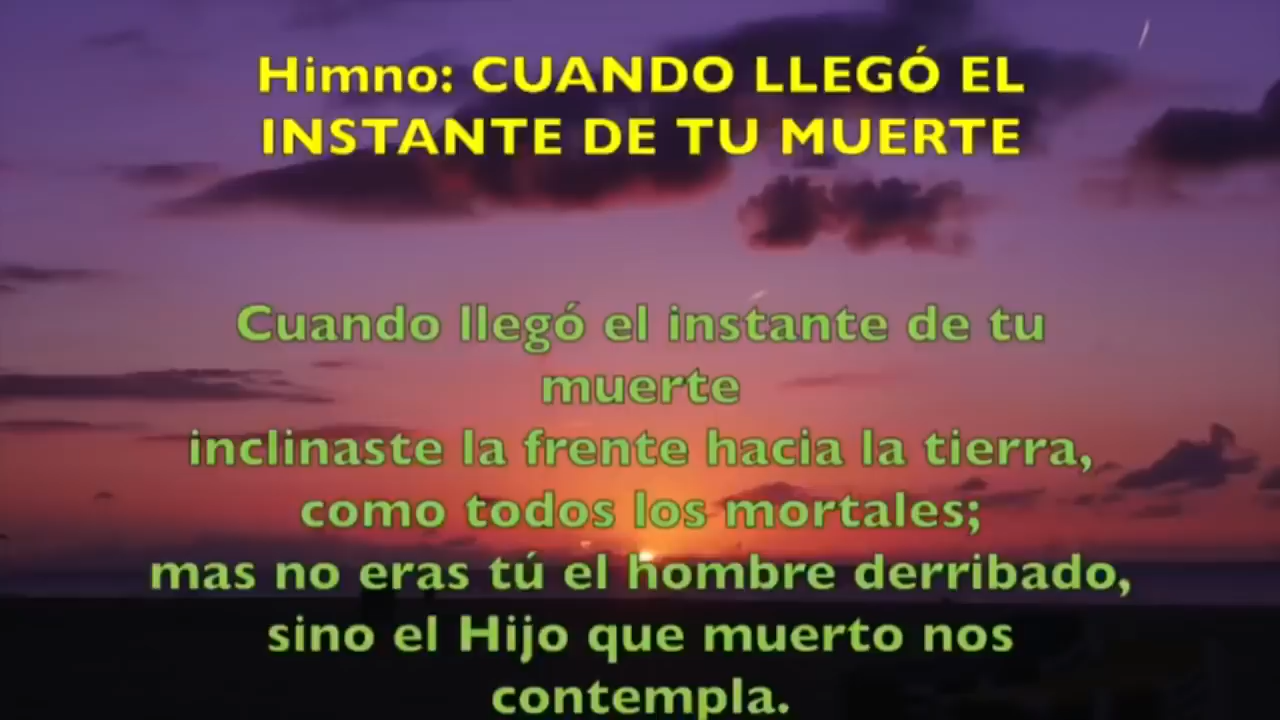 Himno: CUANDO LLEGÓ EL
INSTANTE DE TU MUERTE
Cuando llegó el instante de tu
muerte
inclinaste la frente hacia la tierra,
como todos los mortales;
mas no eras tú el hombre derribado,
sino el Hijo que muerto nos
contempla.